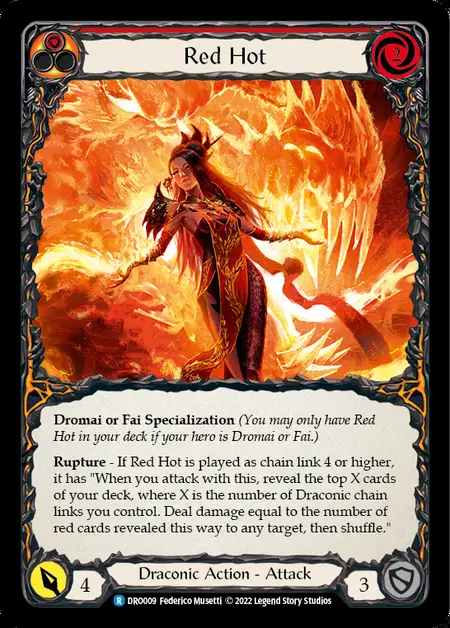 2
Red Hot
Dromai or Fai Specialization (You may only have Red
Hot in your deck if your hero is Dromai or Fai.)
Rupture - If Red Hot is played as chain link 4 or higher,
it has "When you attack with this, reveal the top X cards
of your deck, where X is the number of Draconic chain
links you control. Deal damage equal to the number of
red cards revealed this way to any target, then shuffle."
4
Draconic Action - Attack
3
R DRO009 Federico Musetti © 2022 Legend Story Studios